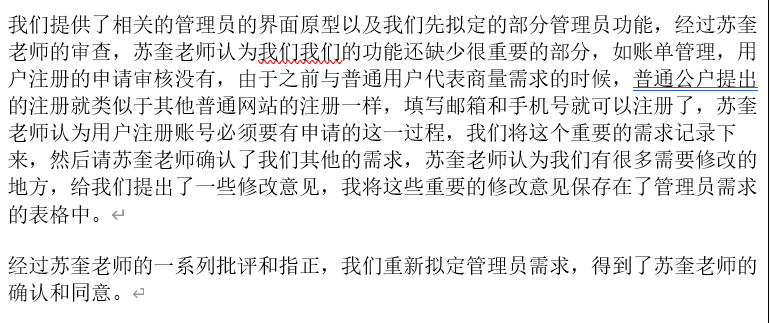 我们提供了相关的管理员的界面原型以及我们先拟定的部分管理员功能，经过苏奎
老师的审查，苏奎老师认为我们我们的功能还缺少很重要的部分，如账单管理，用
户注册的申请审核没有，由于之前与普通用户代表商量需求的时候，普通公户提出
的注册就类似于其他普通网站的注册一样，填写邮箱和手机号就可以注册了，苏奎
老师认为用户注册账号必须要有申请的这一过程，我们将这个重要的需求记录下
来，然后请苏奎老师确认了我们其他的需求，苏奎老师认为我们有很多需要修改的
地方，给我们提出了一些修改意见，我将这些重要的修改意见保存在了管理员需求
的表格中。
经过苏奎老师的一系列批评和指正，我们重新拟定管理员需求，得到了苏奎老师的
确认和同意。